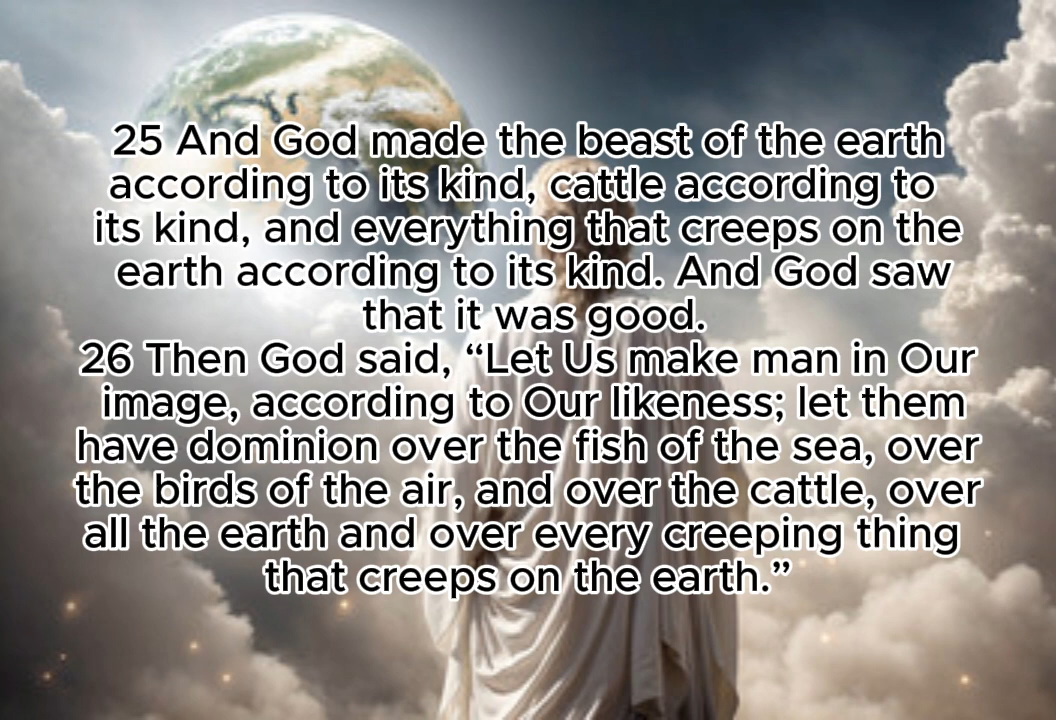 25 And God made the beast of the earth
according to its kind, cattle according to
its kind, and everything that creeps on the
earth according to its kind. And God saw
that it was good.
26 Then God said, “Let Us make man in Our
image, according to Our likeness; let them
have dominion over the fish of the sea, over
the birds of the air, and over the cattle, over
all the earth and over every creeping thing
that creeps on the earth.”